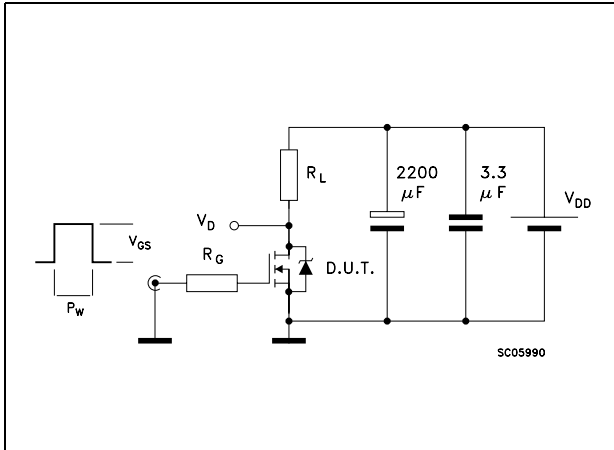 2200
μF
3.3
μF
R_L
V_DD
V_D
V_GS
R_G
D.U.T.
P_W
SC05990